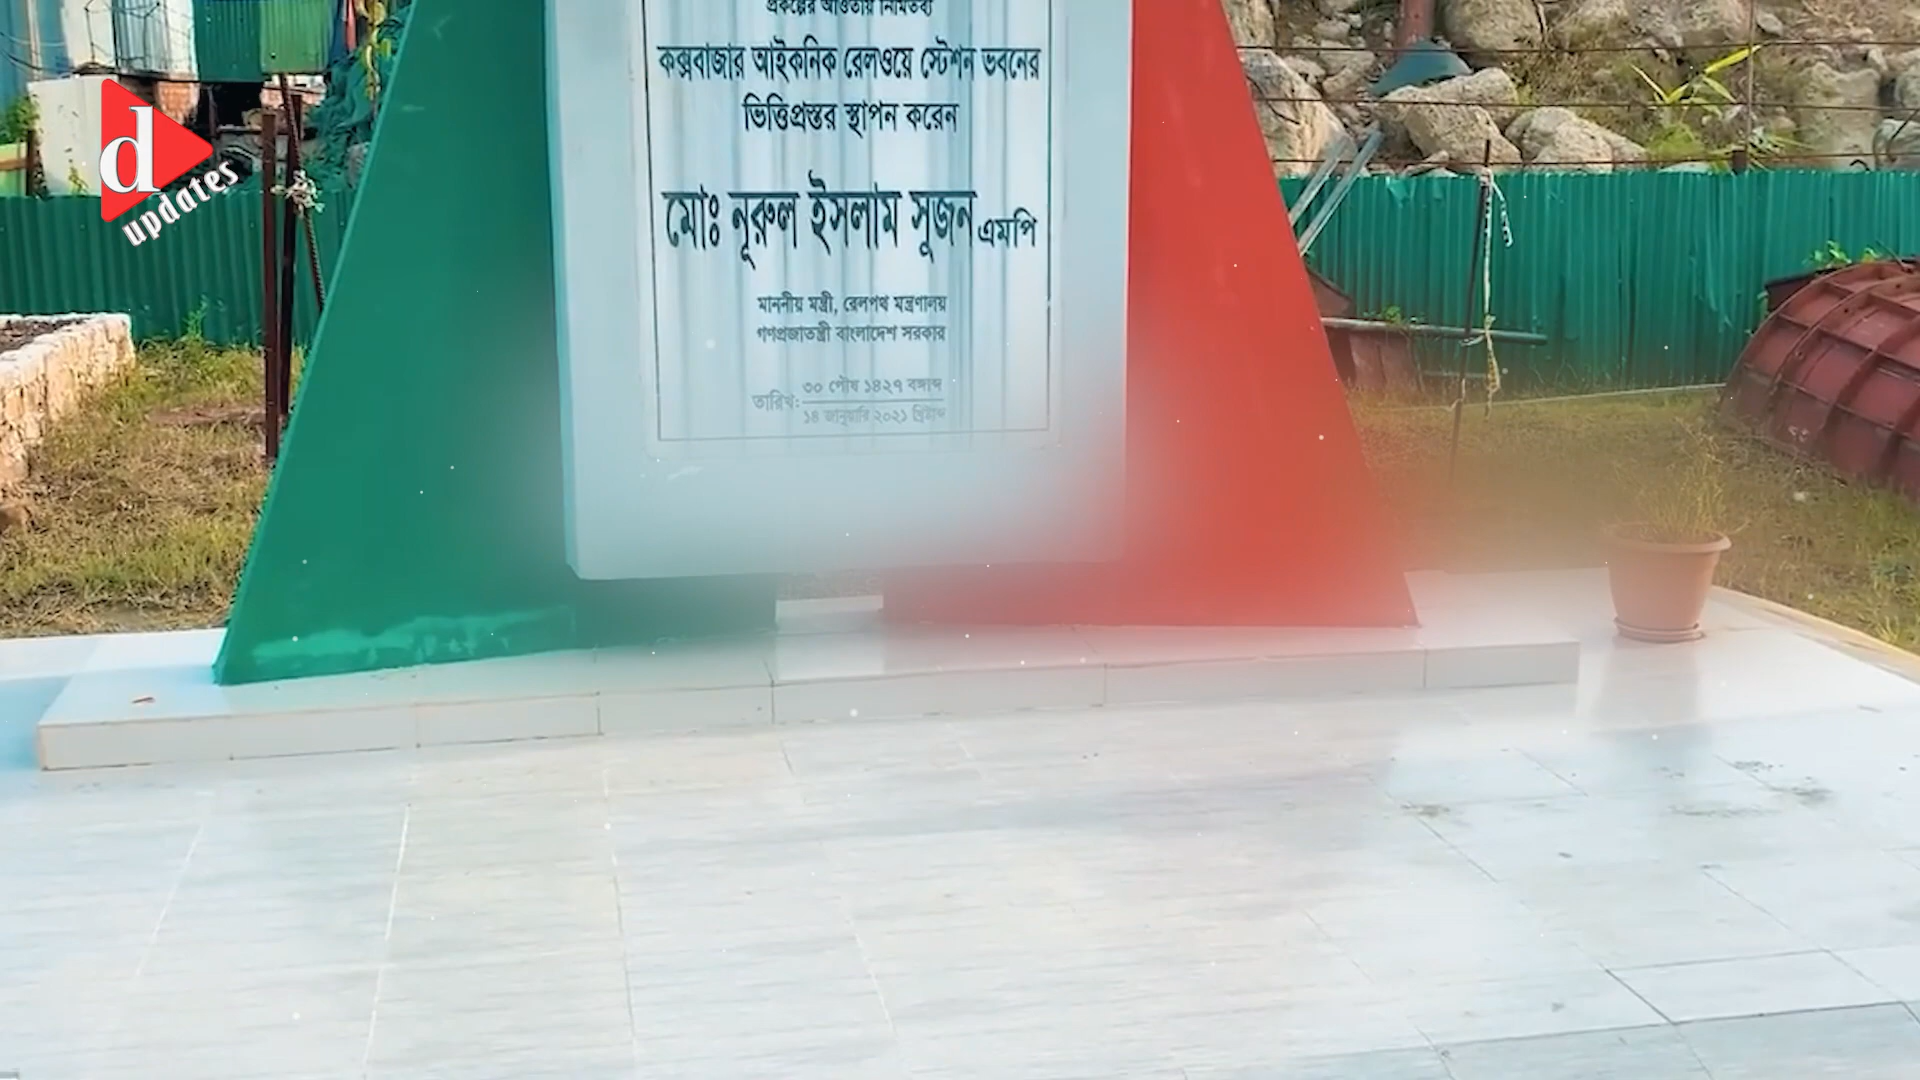 প্রকল্পের আওতায় নির্মিতব্য
কক্সবাজার আইকনিক রেলওয়ে স্টেশন ভবনের
ভিত্তিপ্রস্তর স্থাপন করেন
মোঃ নূরুল ইসলাম সুজন এমপি
মাননীয় মন্ত্রী, রেলপথ মন্ত্রণালয়
গণপ্রজাতন্ত্রী বাংলাদেশ সরকার
তারিখ: ৩০ পৌষ ১৪২৭ বঙ্গাব্দ
১৪ জানুয়ারি ২০২১ খ্রিষ্টাব্দ
d
updates